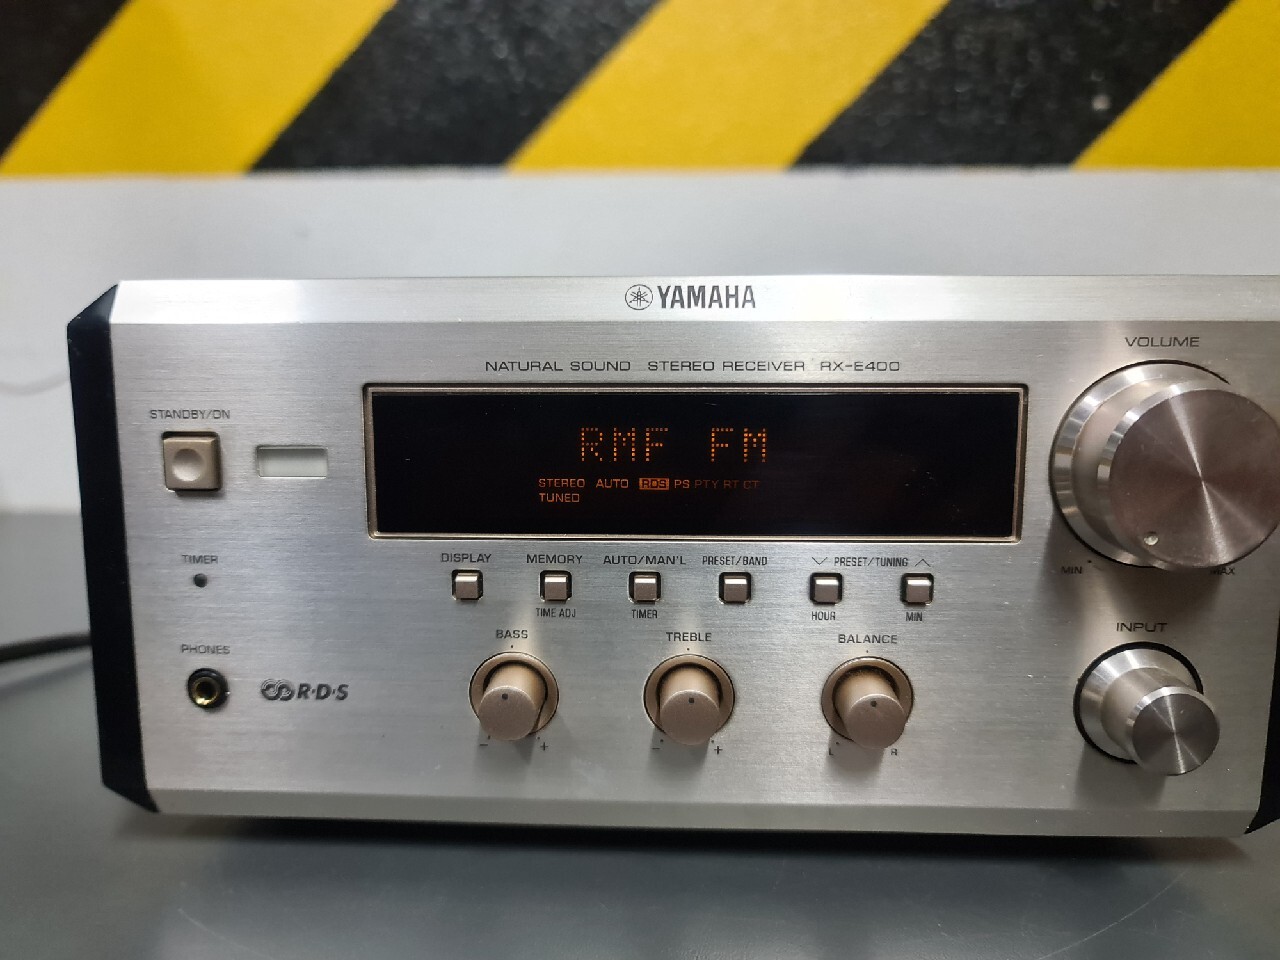 YAMAHA
NATURAL SOUND STEREO RECEIVER RX-E400
VOLUME
STANDBY/ON
RMF FM
STEREO AUTO RDS PS PTY RT CT
TUNED
MIN MAX
TIMER
DISPLAY MEMORY AUTO/MAN'L PRESET/BAND PRESET/TUNING
TIME ADJ TIMER HOUR MIN
PHONES
R·D·S
BASS TREBLE BALANCE INPUT
- + - + L R